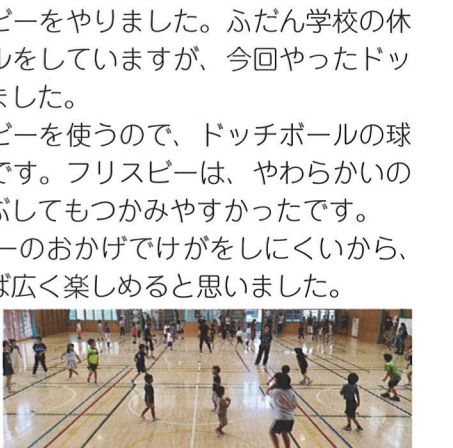 ビーをやりました。ふだん学校の休
ルをしていますが、今回やったドッ
ました。
ビーを使うので、ドッチボールの球
です。フリスビーは、やわらかいの
ぶしてもつかみやすかったです。
ーのおかげでけがをしにくいから、
ば広く楽しめると思いました。